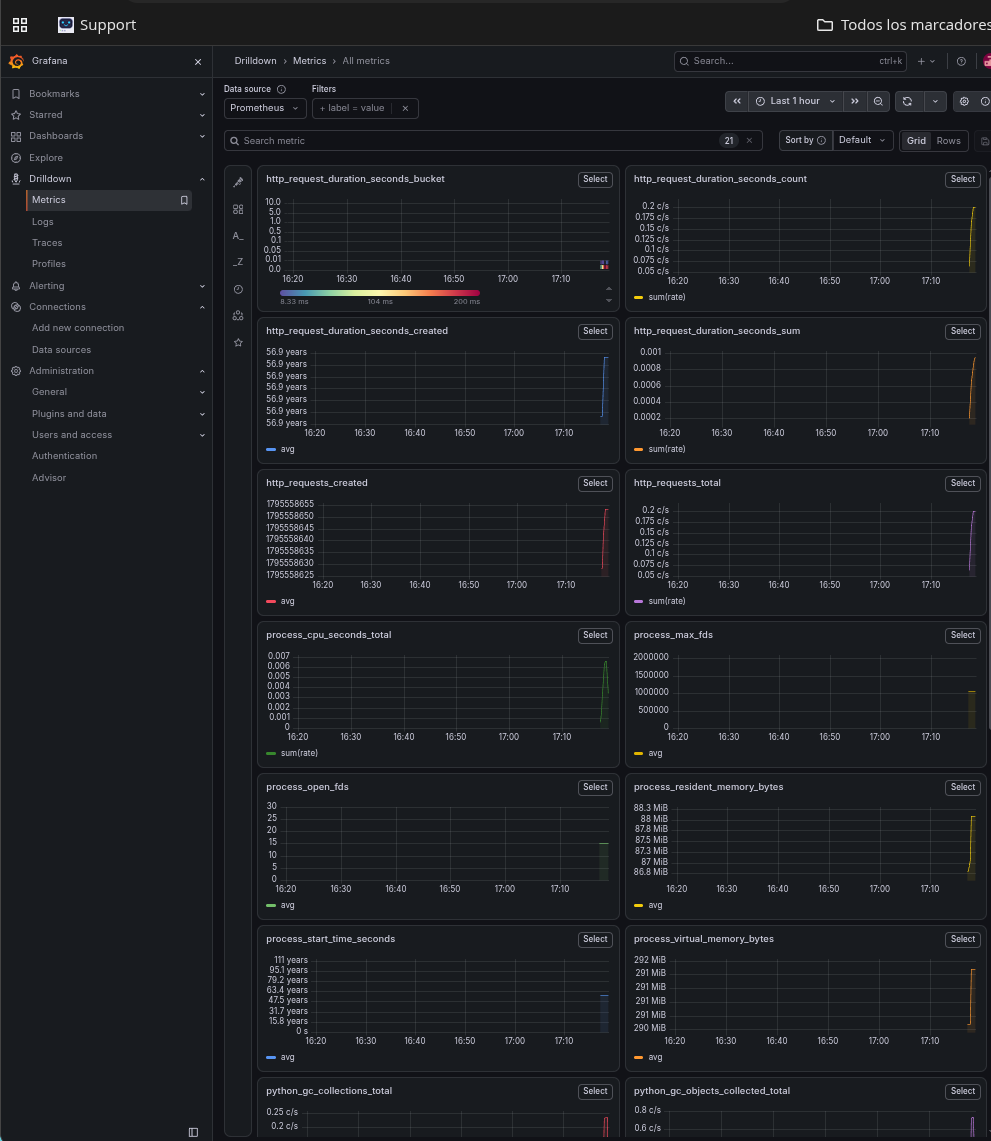 Support
Todos los marcadores
Grafana
Drilldown › Metrics › All metrics
Search... ctrl+k
Bookmarks
Starred
Dashboards
Explore
Drilldown
Metrics
Logs
Traces
Profiles
Alerting
Connections
Add new connection
Data sources
Administration
General
Plugins and data
Users and access
Authentication
Advisor
Data source
Filters
Prometheus
+ label = value
Last 1 hour
Search metric
21
Sort by
Default
Grid Rows
A_
_Z
http_request_duration_seconds_bucket
Select
10.0
5.0
1.0
0.5
0.1
0.05
0.01
0.0
16:20 16:30 16:40 16:50 17:00 17:10
8.33 ms 104 ms 200 ms
http_request_duration_seconds_count
Select
0.2 c/s
0.175 c/s
0.15 c/s
0.125 c/s
0.1 c/s
0.075 c/s
0.05 c/s
16:20 16:30 16:40 16:50 17:00 17:10
sum(rate)
http_request_duration_seconds_created
Select
56.9 years
56.9 years
56.9 years
56.9 years
56.9 years
56.9 years
56.9 years
16:20 16:30 16:40 16:50 17:00 17:10
avg
http_request_duration_seconds_sum
Select
0.001
0.0008
0.0006
0.0004
0.0002
16:20 16:30 16:40 16:50 17:00 17:10
sum(rate)
http_requests_created
Select
1795558655
1795558650
1795558645
1795558640
1795558635
1795558630
1795558625
16:20 16:30 16:40 16:50 17:00 17:10
avg
http_requests_total
Select
0.2 c/s
0.175 c/s
0.15 c/s
0.125 c/s
0.1 c/s
0.075 c/s
0.05 c/s
16:20 16:30 16:40 16:50 17:00 17:10
sum(rate)
process_cpu_seconds_total
Select
0.007
0.006
0.005
0.004
0.003
0.002
0.001
0
16:20 16:30 16:40 16:50 17:00 17:10
sum(rate)
process_max_fds
Select
2000000
1500000
1000000
500000
0
16:20 16:30 16:40 16:50 17:00 17:10
avg
process_open_fds
Select
30
25
20
15
10
5
0
16:20 16:30 16:40 16:50 17:00 17:10
avg
process_resident_memory_bytes
Select
88.3 MiB
88 MiB
87.8 MiB
87.5 MiB
87.3 MiB
87 MiB
86.8 MiB
16:20 16:30 16:40 16:50 17:00 17:10
avg
process_start_time_seconds
Select
111 years
95.1 years
79.2 years
63.4 years
47.5 years
31.7 years
15.8 years
0 s
16:20 16:30 16:40 16:50 17:00 17:10
avg
process_virtual_memory_bytes
Select
292 MiB
291 MiB
291 MiB
291 MiB
291 MiB
290 MiB
16:20 16:30 16:40 16:50 17:00 17:10
avg
python_gc_collections_total
Select
0.25 c/s
0.2 c/s
python_gc_objects_collected_total
Select
0.8 c/s
0.6 c/s